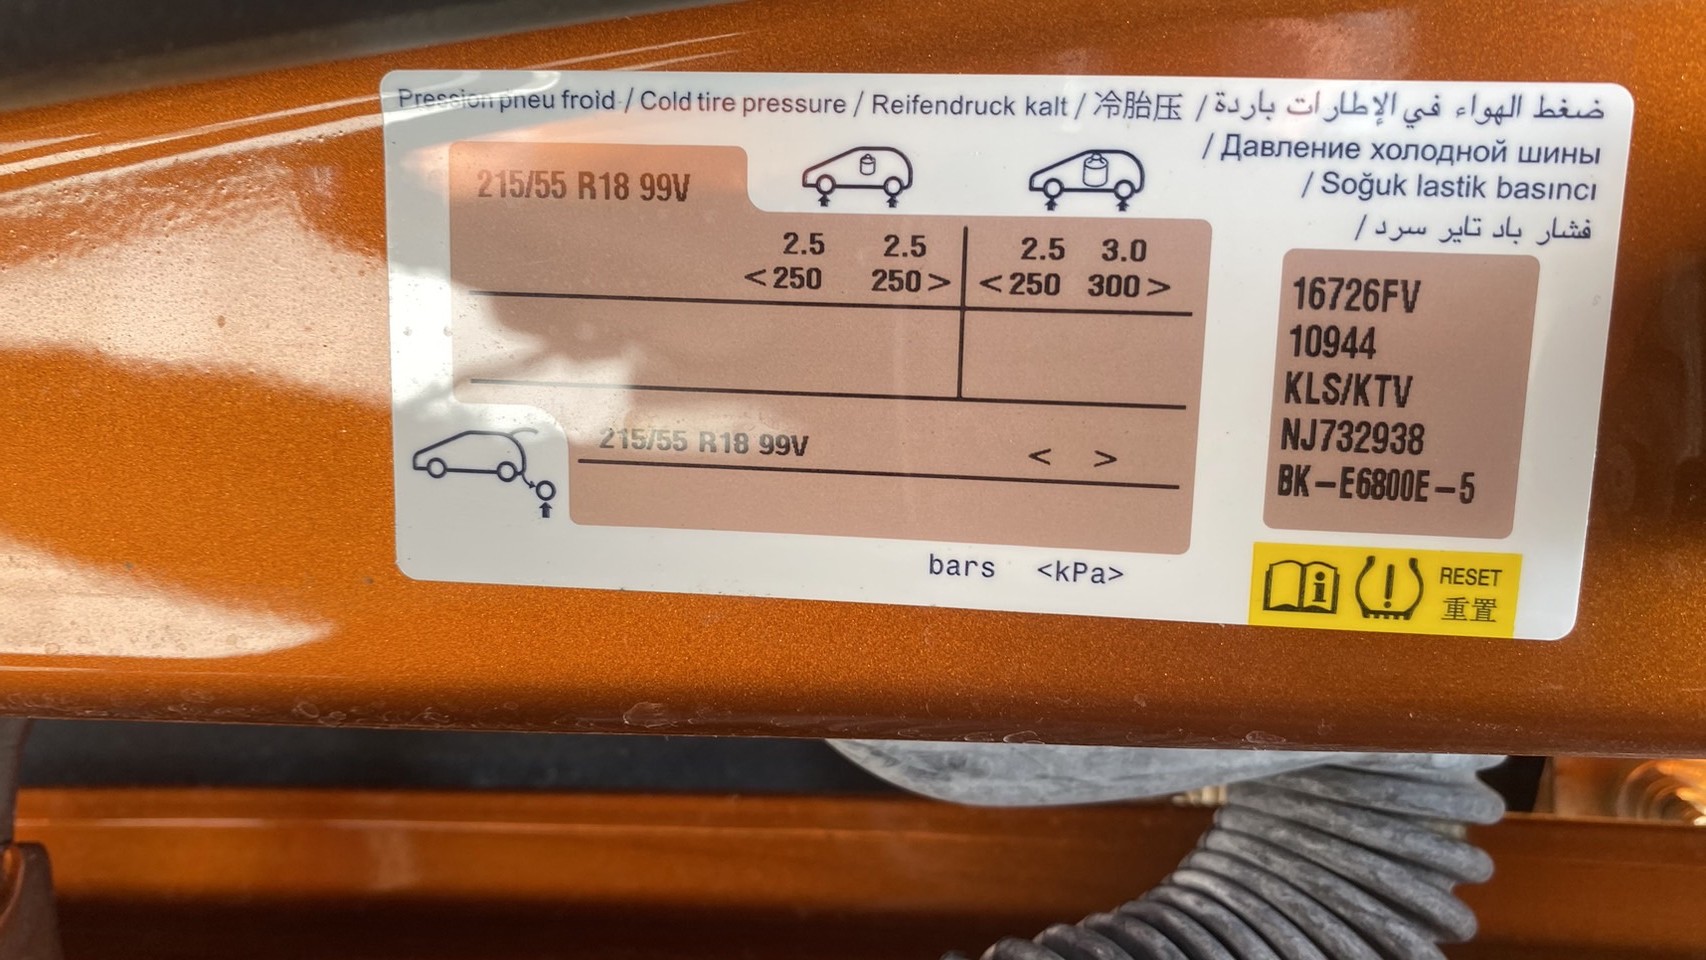 Pression pneu froid / Cold tire pressure / Reifendruck kalt / 冷胎压 / ضغط الهواء في الإطارات باردة
/ Давление холодной шины
/ Soğuk lastik basıncı
/ فشار باد تایر سرد
215/55 R18 99V
2.5 2.5 2.5 3.0
<250 250> <250 300>
215/55 R18 99V
< >
bars <kPa>
16726FV
10944
KLS/KTV
NJ732938
BK-E6800E-5
RESET
重置